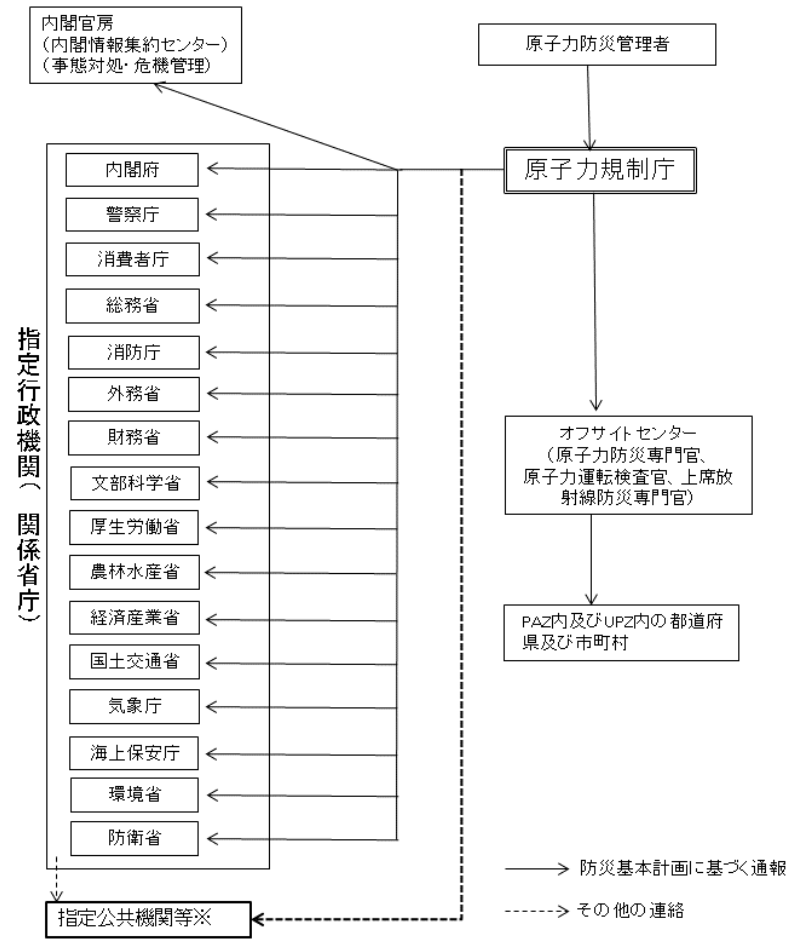 内閣官房
（内閣情報集約センター）
（事態対処・危機管理）
原子力防災管理者
原子力規制庁
指定行政機関（関係省庁）
内閣府
警察庁
消費者庁
総務省
消防庁
外務省
財務省
文部科学省
厚生労働省
農林水産省
経済産業省
国土交通省
気象庁
海上保安庁
環境省
防衛省
指定公共機関等※
オフサイトセンター
（原子力防災専門官、
原子力運転検査官、上席放
射線防災専門官）
PAZ内及びUPZ内の都道府
県及び市町村
防災基本計画に基づく通報
その他の連絡